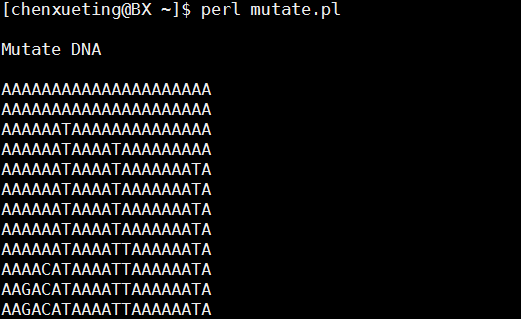 [chenxueting@BX ~]$ perl mutate.pl
Mutate DNA
AAAAAAAAAAAAAAAAAAAAA
AAAAAAAAAAAAAAAAAAAAA
AAAAAATAAAAAAAAAAAAAA
AAAAAATAAAATAAAAAAAAA
AAAAAATAAAATAAAAAAATA
AAAAAATAAAATAAAAAAATA
AAAAAATAAAATAAAAAAATA
AAAAAATAAAATAAAAAAATA
AAAAAATAAAATTAAAAAATA
AAAACATAAAATTAAAAAATA
AAGACATAAAATTAAAAAATA
AAGACATAAAATTAAAAAATA